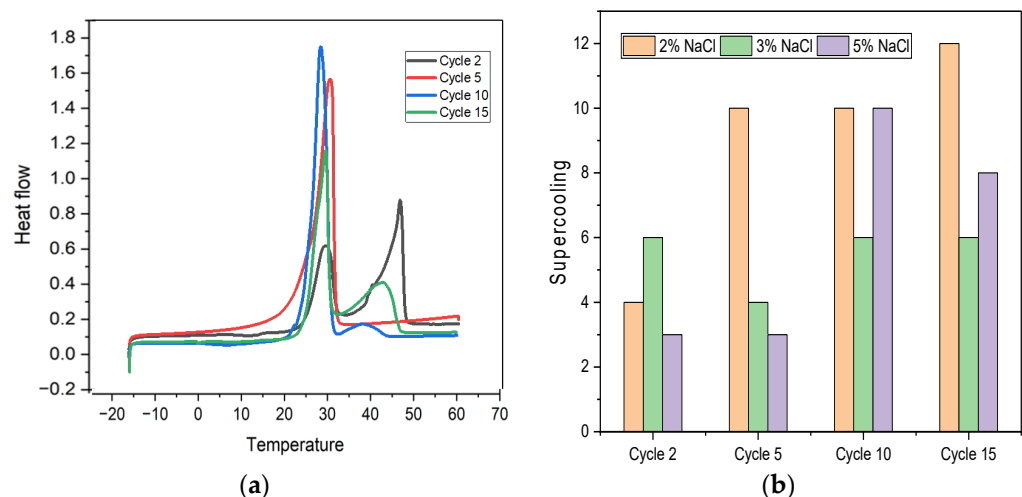 1.8
1.6
1.4
1.2
1.0
0.8
0.6
0.4
0.2
0.0
−0.2
Heat flow
Cycle 2
Cycle 5
Cycle 10
Cycle 15
−20 −10 0 10 20 30 40 50 60 70
Temperature
(a)
12
10
8
6
4
2
0
Supercooling
2% NaCl 3% NaCl 5% NaCl
Cycle 2 Cycle 5 Cycle 10 Cycle 15
(b)